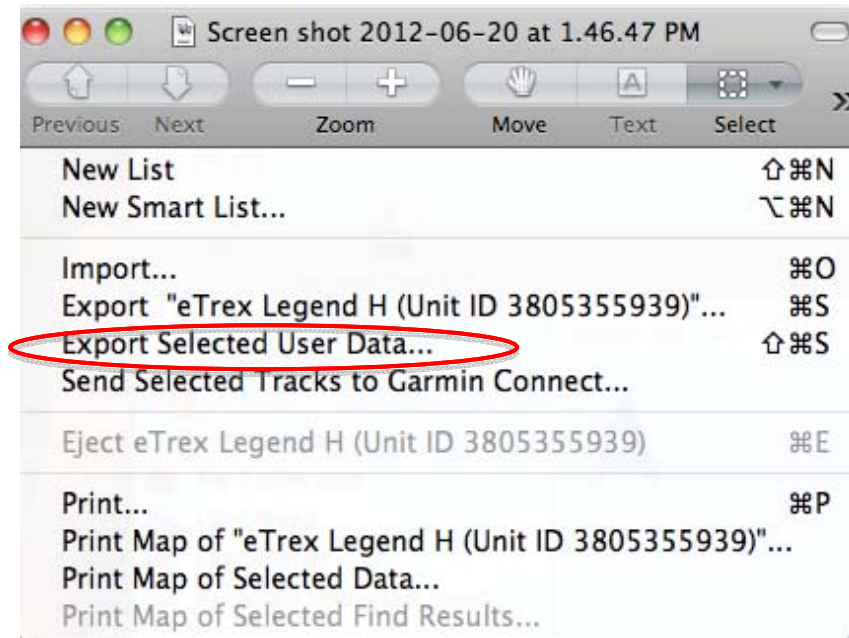 Screen shot 2012-06-20 at 1.46.47 PM
Previous Next Zoom Move Text Select
New List ⇧⌘N
New Smart List... ⌥⌘N
Import... ⌘O
Export "eTrex Legend H (Unit ID 3805355939)"... ⌘S
Export Selected User Data... ⇧⌘S
Send Selected Tracks to Garmin Connect...
Eject eTrex Legend H (Unit ID 3805355939) ⌘E
Print... ⌘P
Print Map of "eTrex Legend H (Unit ID 3805355939)"...
Print Map of Selected Data...
Print Map of Selected Find Results...